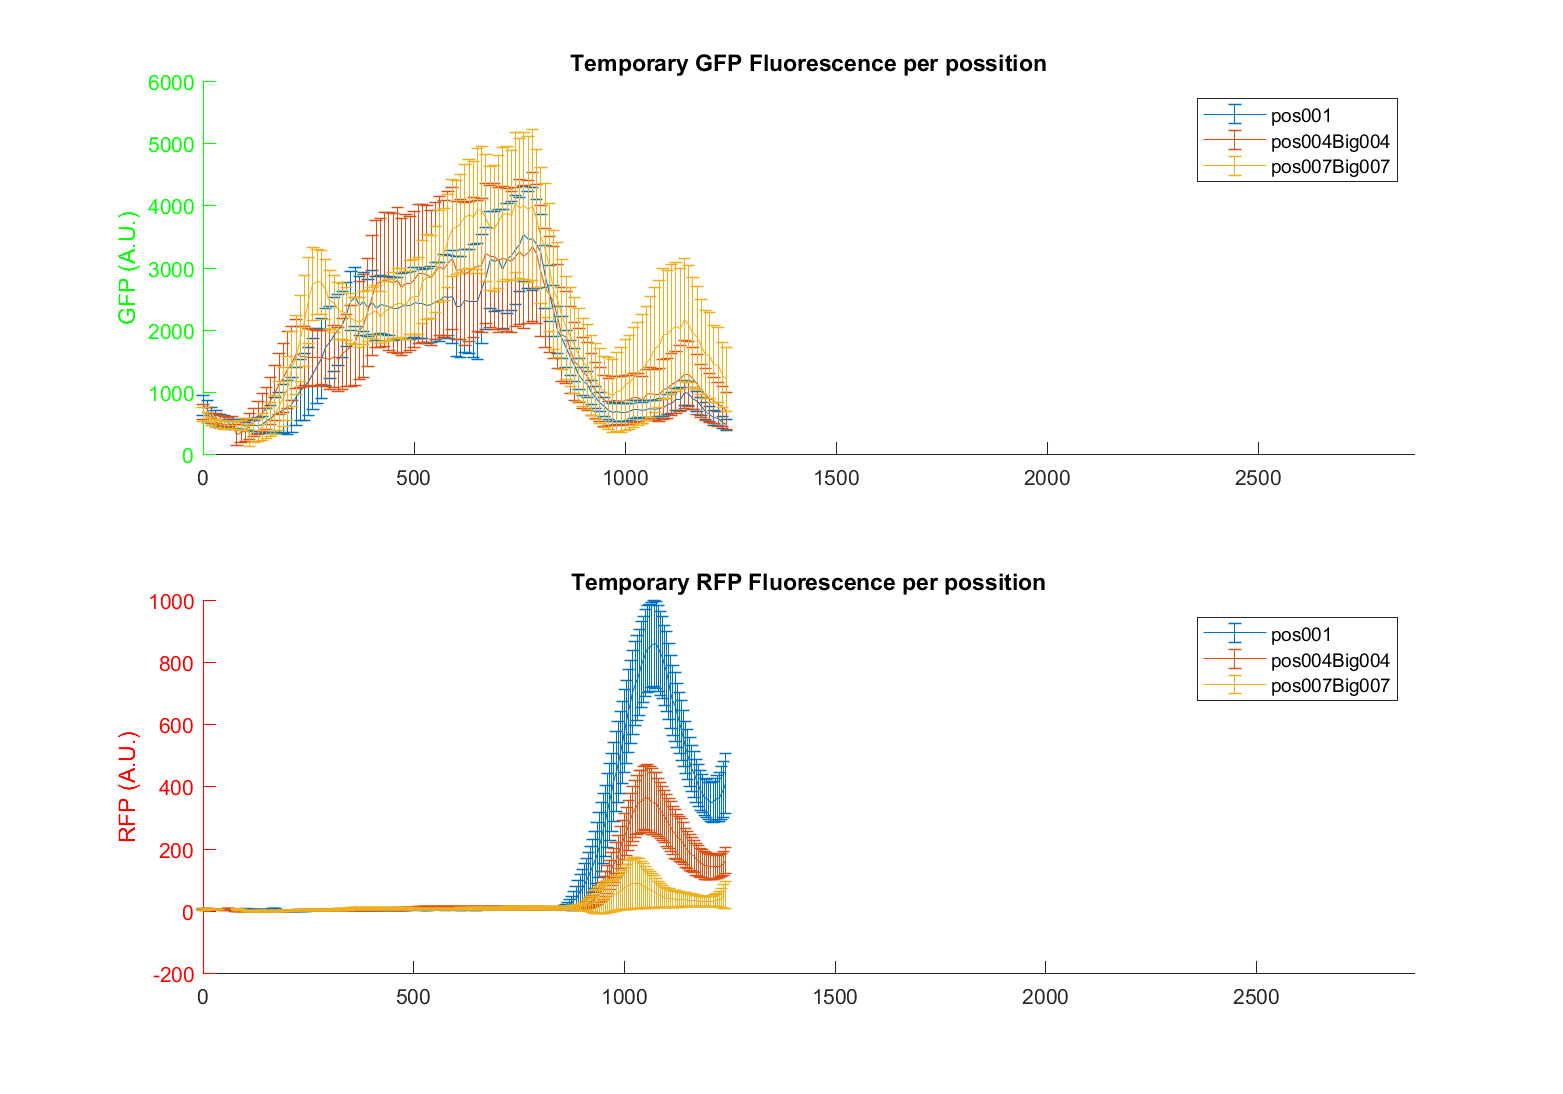 Temporary GFP Fluorescence per possition
6000
5000
4000
3000
2000
1000
0
GFP (A.U.)
pos001
pos004Big004
pos007Big007
0 500 1000 1500 2000 2500
Temporary RFP Fluorescence per possition
1000
800
600
400
200
0
-200
RFP (A.U.)
pos001
pos004Big004
pos007Big007
0 500 1000 1500 2000 2500